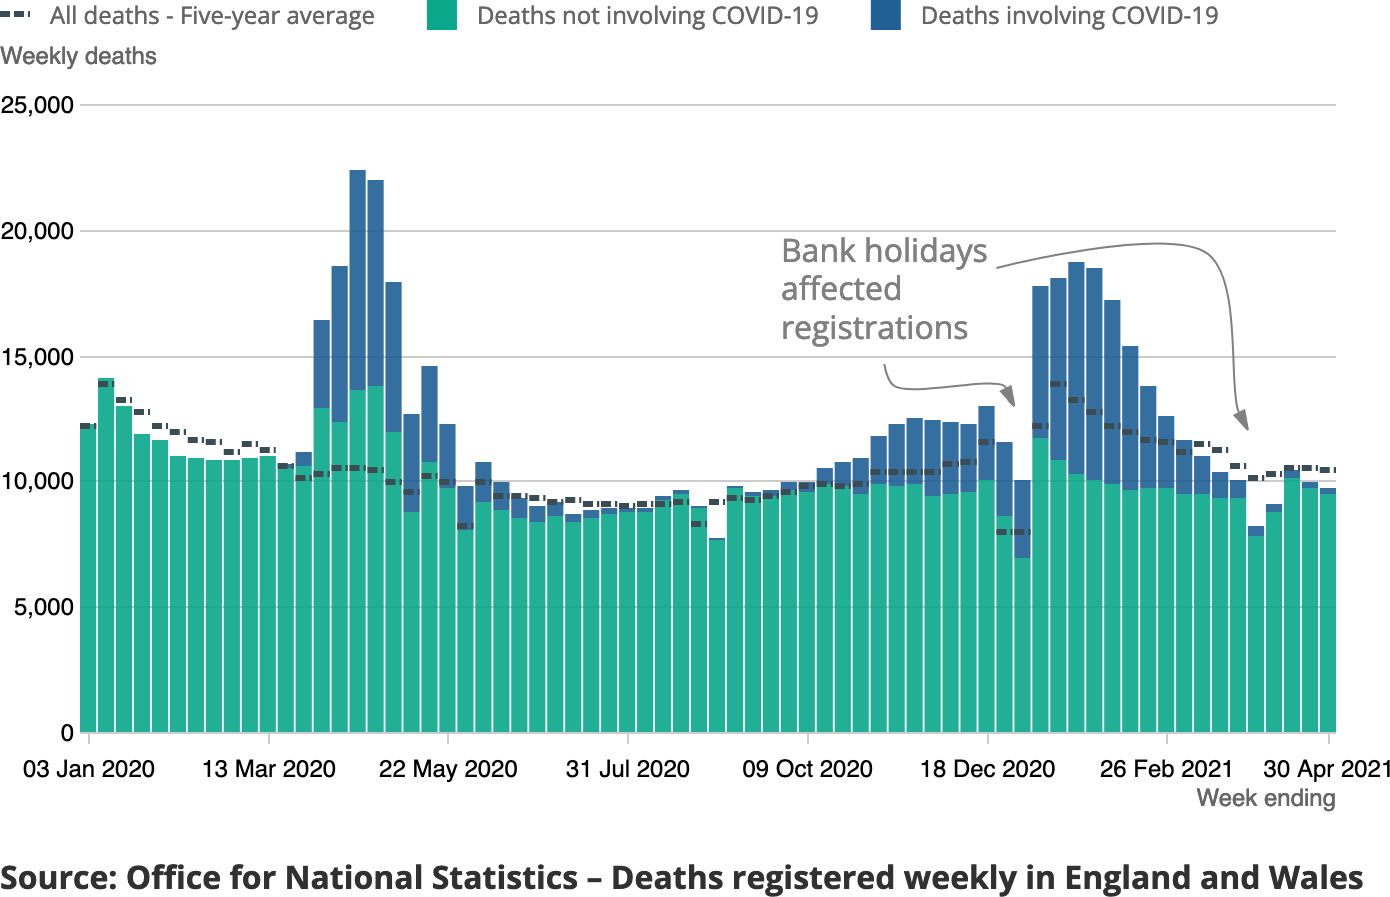 All deaths - Five-year average Deaths not involving COVID-19 Deaths involving COVID-19
Weekly deaths
25,000
20,000
Bank holidays
affected
registrations
15,000
10,000
5,000
0
03 Jan 2020 13 Mar 2020 22 May 2020 31 Jul 2020 09 Oct 2020 18 Dec 2020 26 Feb 2021 30 Apr 2021
Week ending
Source: Office for National Statistics – Deaths registered weekly in England and Wales